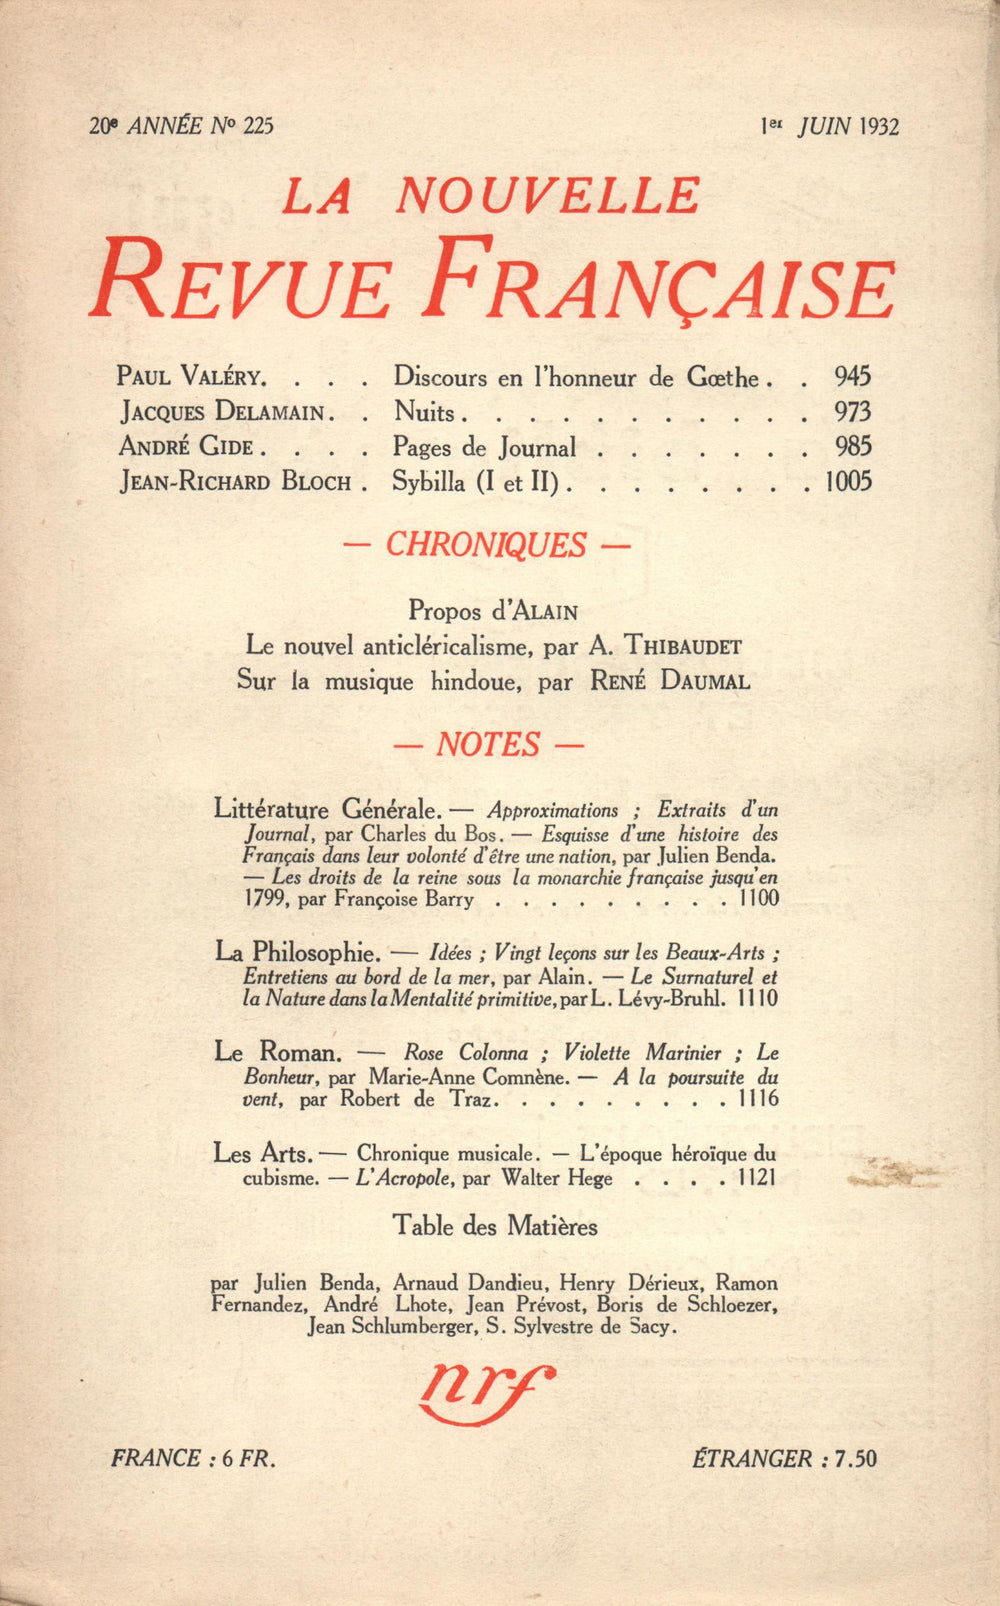 20e ANNÉE No 225
1er JUIN 1932
LA NOUVELLE
REVUE FRANÇAISE
PAUL VALÉRY. . . . Discours en l'honneur de Gœthe. . 945
JACQUES DELAMAIN. . Nuits. . . . . . . . . . . 973
ANDRÉ GIDE. . . . Pages de Journal . . . . . . . 985
JEAN-RICHARD BLOCH . Sybilla (I et II). . . . . . . . 1005
— CHRONIQUES —
Propos d'ALAIN
Le nouvel anticléricalisme, par A. THIBAUDET
Sur la musique hindoue, par RENÉ DAUMAL
— NOTES —
Littérature Générale. — Approximations ; Extraits d'un
Journal, par Charles du Bos. — Esquisse d'une histoire des
Français dans leur volonté d'être une nation, par Julien Benda.
— Les droits de la reine sous la monarchie française jusqu'en
1799, par Françoise Barry . . . . . . . . . 1100
La Philosophie. — Idées ; Vingt leçons sur les Beaux-Arts ;
Entretiens au bord de la mer, par Alain. — Le Surnaturel et
la Nature dans la Mentalité primitive, par L. Lévy-Bruhl. 1110
Le Roman. — Rose Colonna ; Violette Marinier ; Le
Bonheur, par Marie-Anne Comnène. — A la poursuite du
vent, par Robert de Traz. . . . . . . . . 1116
Les Arts. — Chronique musicale. — L'époque héroïque du
cubisme. — L'Acropole, par Walter Hege . . . . 1121
Table des Matières
par Julien Benda, Arnaud Dandieu, Henry Dérieux, Ramon
Fernandez, André Lhote, Jean Prévost, Boris de Schloezer,
Jean Schlumberger, S. Sylvestre de Sacy.
nrf
FRANCE : 6 FR.
ÉTRANGER : 7.50